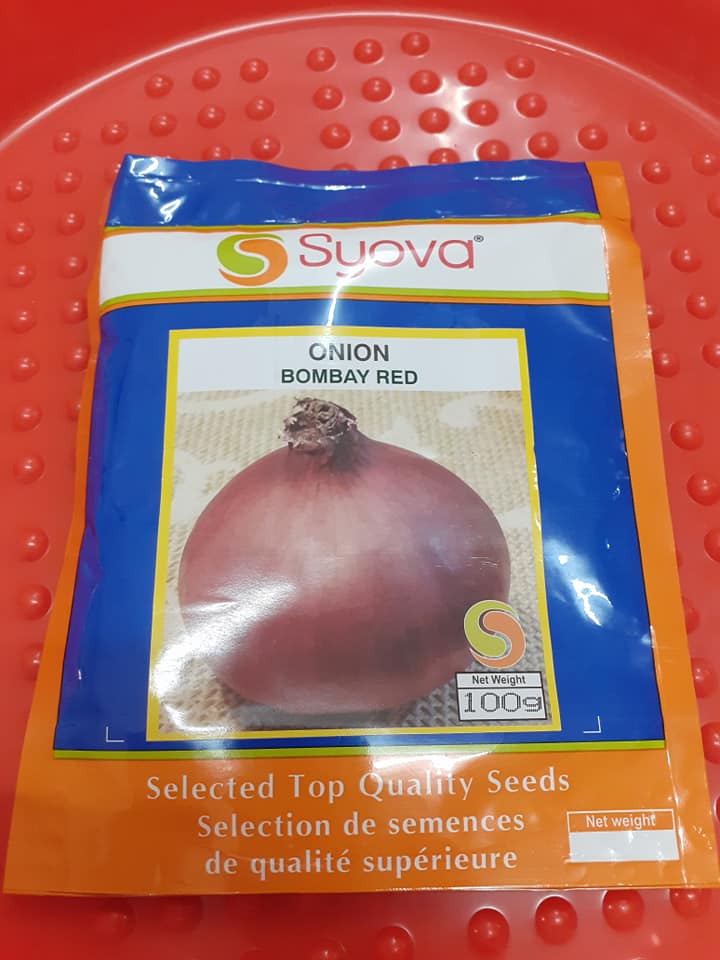 Syova®
ONION
BOMBAY RED
Net Weight
100g
Selected Top Quality Seeds
Selection de semences
de qualité supérieure
Net weight